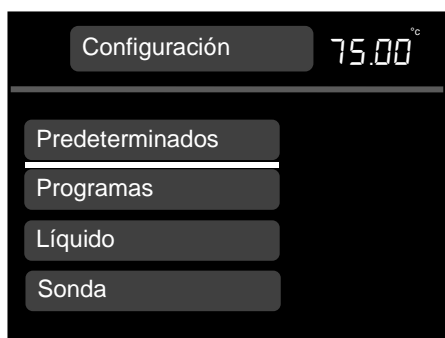 Configuración 75.00 °c
Predeterminados
Programas
Líquido
Sonda